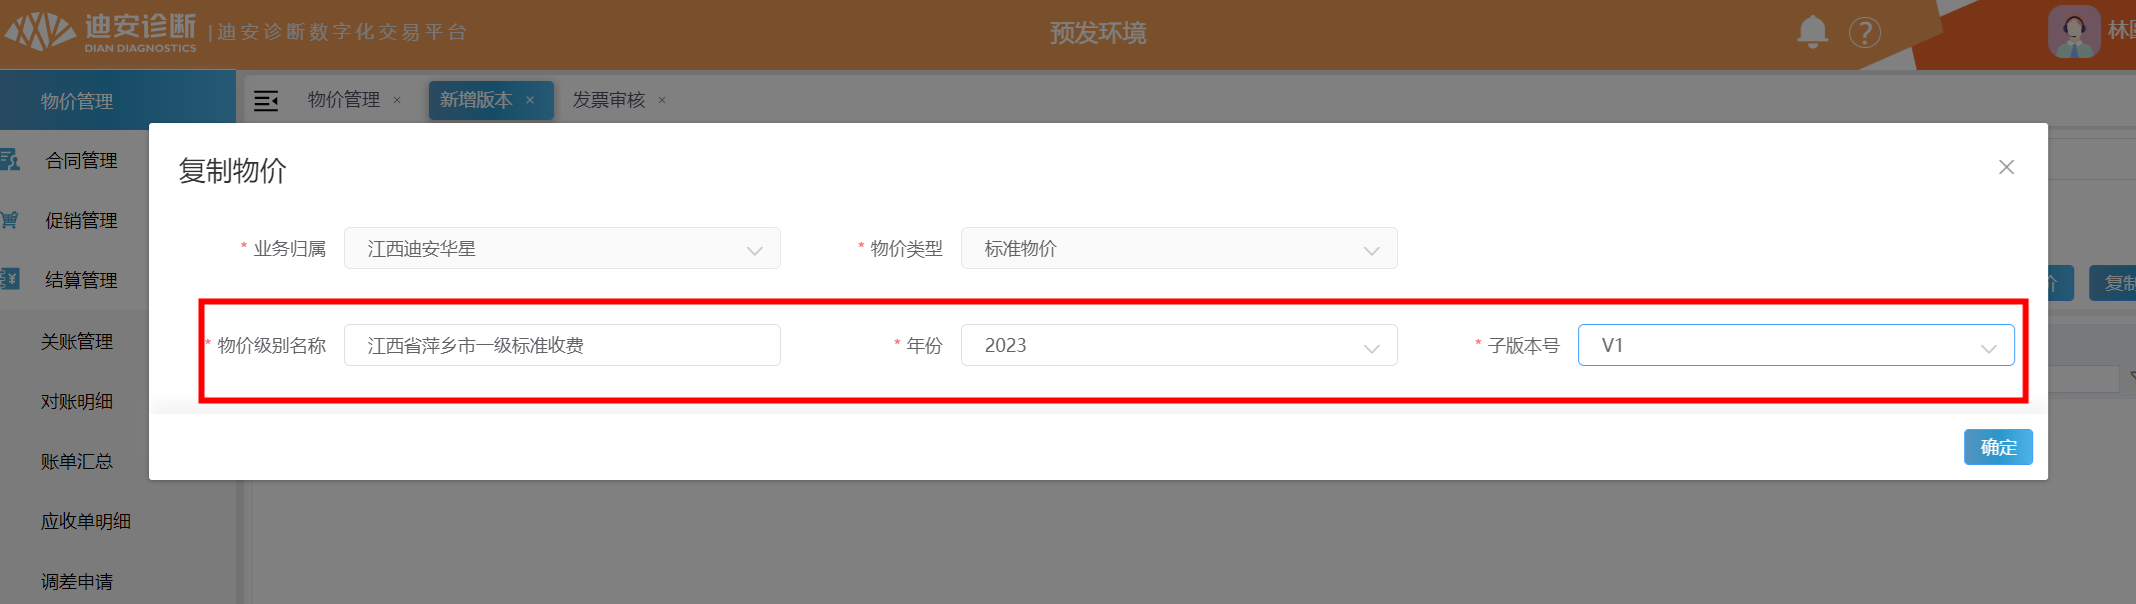 迪安诊断
DIAN DIAGNOSTICS
|迪安诊断数字化交易平台
预发环境
?
林
物价管理
物价管理 ×
新增版本 ×
发票审核 ×
合同管理
促销管理
结算管理
关账管理
对账明细
账单汇总
应收单明细
调差申请
复制物价
* 业务归属 江西迪安华星
* 物价类型 标准物价
* 物价级别名称 江西省萍乡市一级标准收费
* 年份 2023
* 子版本号 V1
价
复制
确定